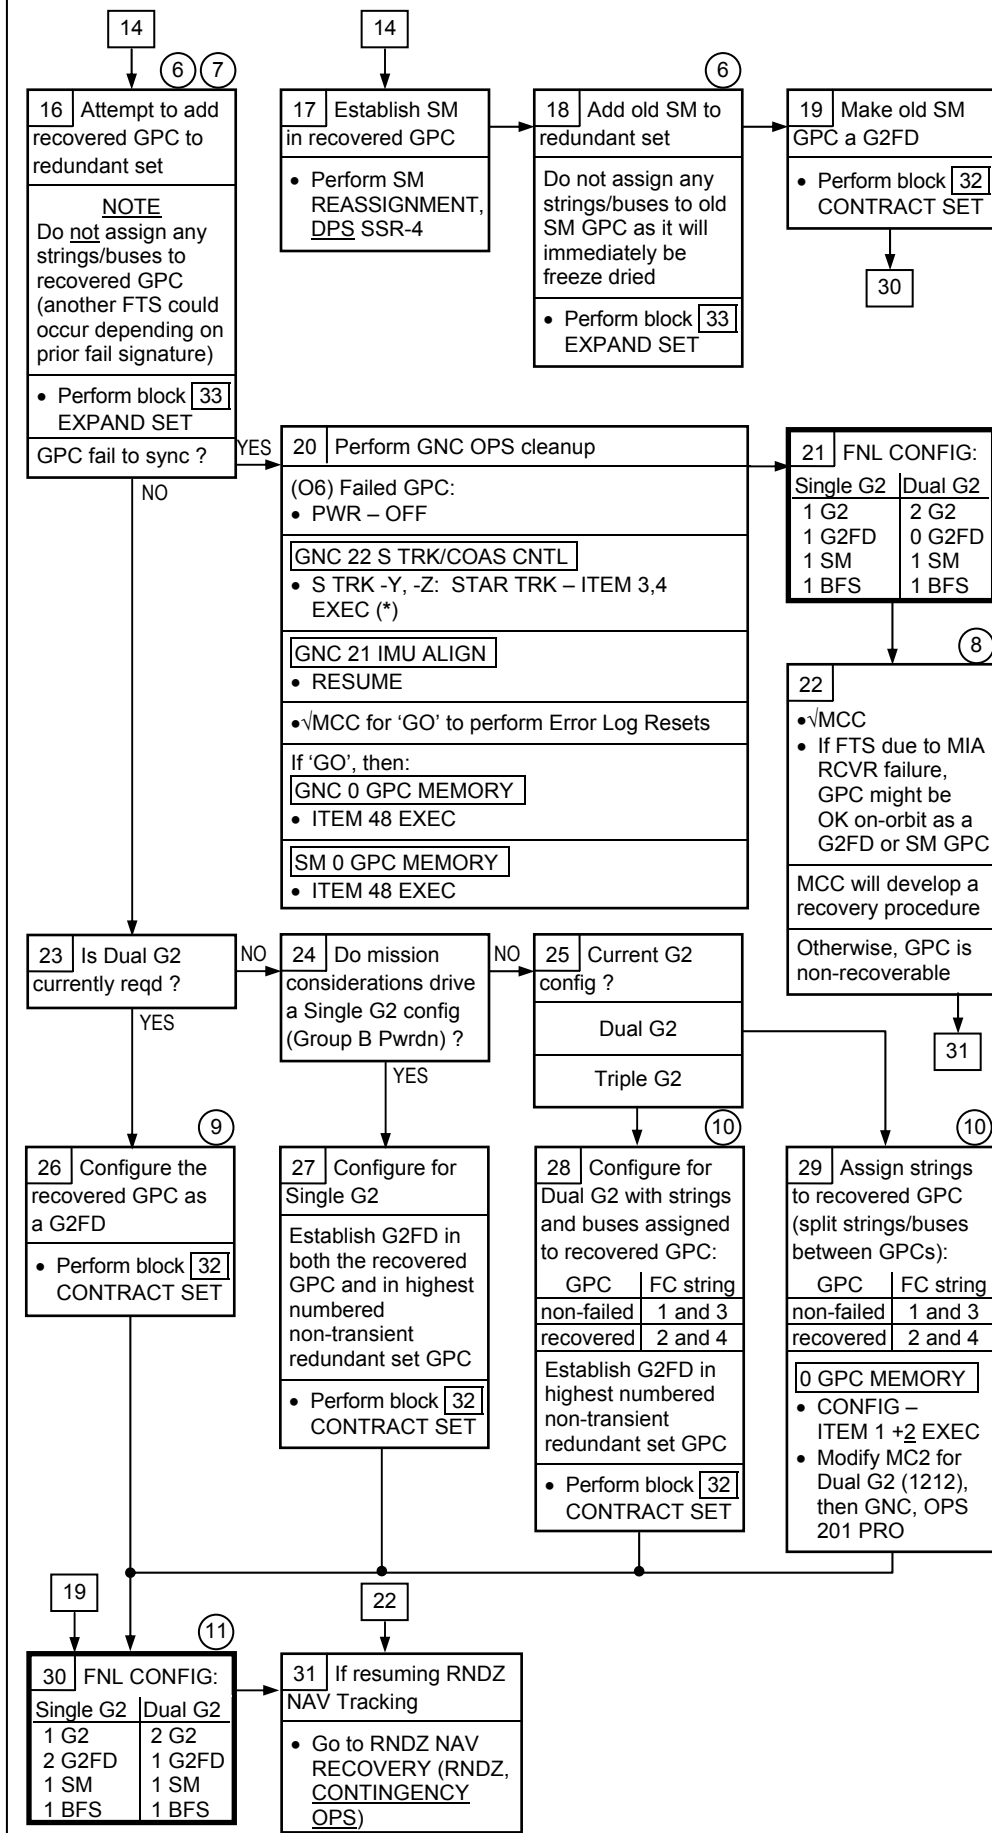 14
6 7
16 Attempt to add
recovered GPC to
redundant set
NOTE
Do not assign any
strings/buses to
recovered GPC
(another FTS could
occur depending on
prior fail signature)
• Perform block 33
EXPAND SET
GPC fail to sync ?
YES
NO
14
17 Establish SM
in recovered GPC
• Perform SM
REASSIGNMENT,
DPS SSR-4
6
18 Add old SM to
redundant set
Do not assign any
strings/buses to old
SM GPC as it will
immediately be
freeze dried
• Perform block 33
EXPAND SET
19 Make old SM
GPC a G2FD
• Perform block 32
CONTRACT SET
30
20 Perform GNC OPS cleanup
(O6) Failed GPC:
• PWR – OFF
GNC 22 S TRK/COAS CNTL
• S TRK -Y, -Z: STAR TRK – ITEM 3,4
EXEC (*)
GNC 21 IMU ALIGN
• RESUME
•√MCC for ‘GO’ to perform Error Log Resets
If ‘GO’, then:
GNC 0 GPC MEMORY
• ITEM 48 EXEC
SM 0 GPC MEMORY
• ITEM 48 EXEC
21 FNL CONFIG:
Single G2 Dual G2
1 G2 2 G2
1 G2FD 0 G2FD
1 SM 1 SM
1 BFS 1 BFS
8
22
•√MCC
• If FTS due to MIA
RCVR failure,
GPC might be
OK on-orbit as a
G2FD or SM GPC
MCC will develop a
recovery procedure
Otherwise, GPC is
non-recoverable
31
23 Is Dual G2
currently reqd ?
NO
YES
24 Do mission
considerations drive
a Single G2 config
(Group B Pwrdn) ?
NO
YES
25 Current G2
config ?
Dual G2
Triple G2
9
26 Configure the
recovered GPC as
a G2FD
• Perform block 32
CONTRACT SET
27 Configure for
Single G2
Establish G2FD in
both the recovered
GPC and in highest
numbered
non-transient
redundant set GPC
• Perform block 32
CONTRACT SET
10
28 Configure for
Dual G2 with strings
and buses assigned
to recovered GPC:
GPC FC string
non-failed 1 and 3
recovered 2 and 4
Establish G2FD in
highest numbered
non-transient
redundant set GPC
• Perform block 32
CONTRACT SET
10
29 Assign strings
to recovered GPC
(split strings/buses
between GPCs):
GPC FC string
non-failed 1 and 3
recovered 2 and 4
0 GPC MEMORY
• CONFIG –
ITEM 1 +2 EXEC
• Modify MC2 for
Dual G2 (1212),
then GNC, OPS
201 PRO
19
11
30 FNL CONFIG:
Single G2 Dual G2
1 G2 2 G2
2 G2FD 1 G2FD
1 SM 1 SM
1 BFS 1 BFS
22
31 If resuming RNDZ
NAV Tracking
• Go to RNDZ NAV
RECOVERY (RNDZ,
CONTINGENCY
OPS)